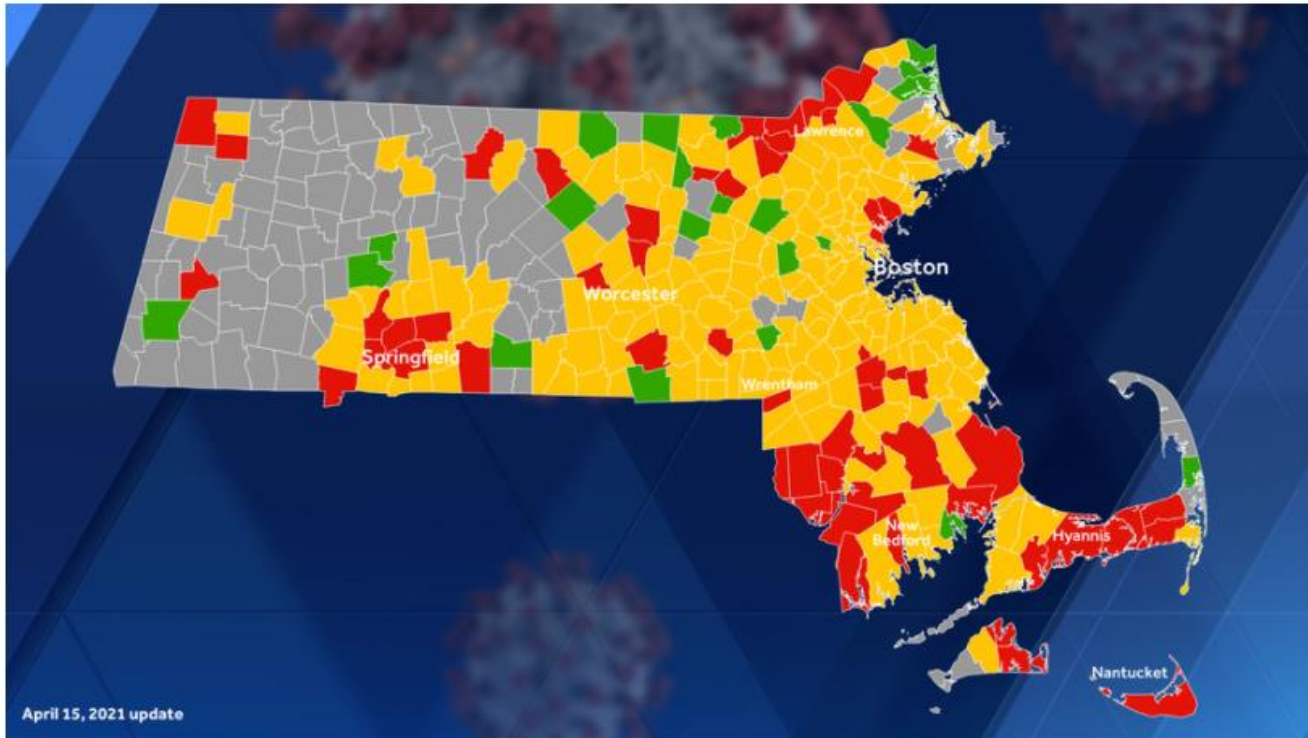 Lawrence
Boston
Worcester
Springfield
Wrentham
New
Bedford
Hyannis
Nantucket
April 15, 2021 update